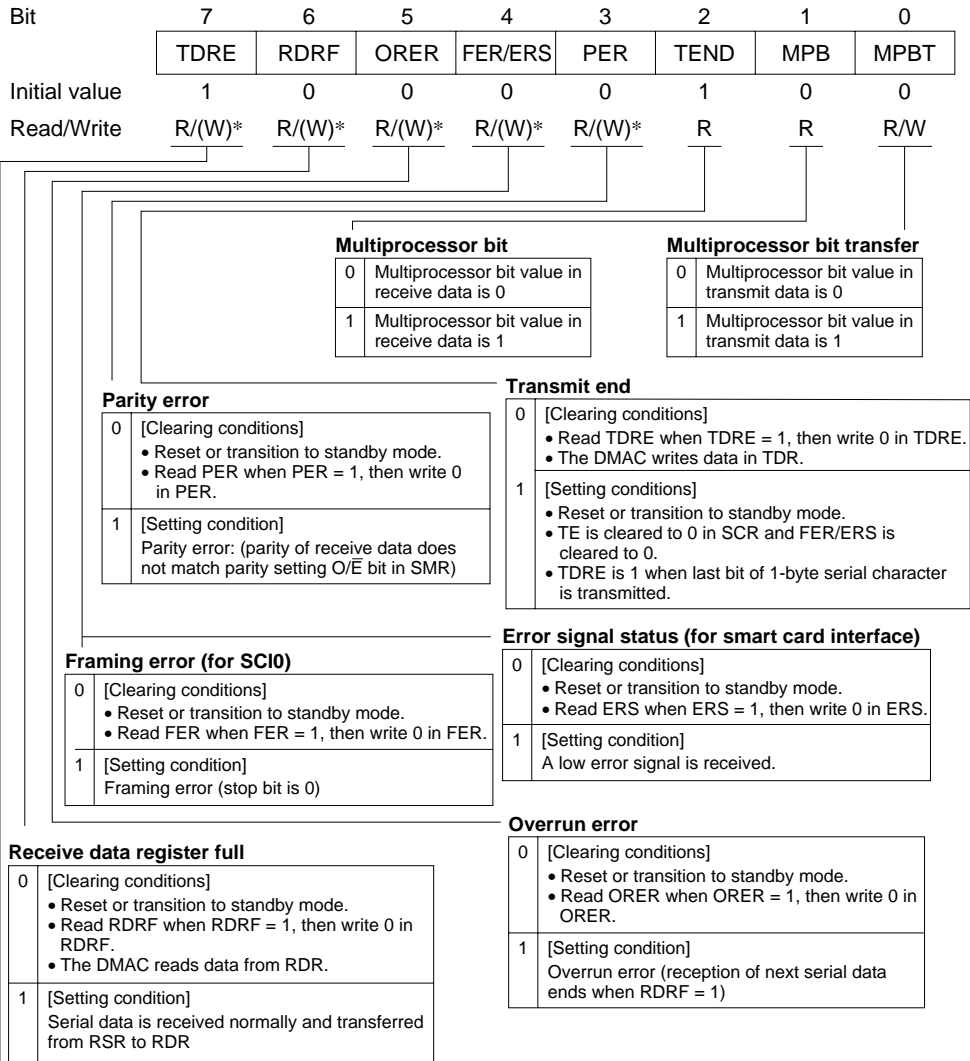 Bit 7 6 5 4 3 2 1 0
TDRE RDRF ORER FER/ERS PER TEND MPB MPBT
Initial value 1 0 0 0 0 1 0 0
Read/Write R/(W)* R/(W)* R/(W)* R/(W)* R/(W)* R R R/W
Multiprocessor bit
0 Multiprocessor bit value in
receive data is 0
1 Multiprocessor bit value in
receive data is 1
Multiprocessor bit transfer
0 Multiprocessor bit value in
transmit data is 0
1 Multiprocessor bit value in
transmit data is 1
Parity error
0 [Clearing conditions]
• Reset or transition to standby mode.
• Read PER when PER = 1, then write 0
in PER.
1 [Setting condition]
Parity error: (parity of receive data does
not match parity setting O/E̅ bit in SMR)
Transmit end
0 [Clearing conditions]
• Read TDRE when TDRE = 1, then write 0 in TDRE.
• The DMAC writes data in TDR.
1 [Setting conditions]
• Reset or transition to standby mode.
• TE is cleared to 0 in SCR and FER/ERS is
cleared to 0.
• TDRE is 1 when last bit of 1-byte serial character
is transmitted.
Framing error (for SCI0)
0 [Clearing conditions]
• Reset or transition to standby mode.
• Read FER when FER = 1, then write 0 in FER.
1 [Setting condition]
Framing error (stop bit is 0)
Error signal status (for smart card interface)
0 [Clearing conditions]
• Reset or transition to standby mode.
• Read ERS when ERS = 1, then write 0 in ERS.
1 [Setting condition]
A low error signal is received.
Receive data register full
0 [Clearing conditions]
• Reset or transition to standby mode.
• Read RDRF when RDRF = 1, then write 0 in
RDRF.
• The DMAC reads data from RDR.
1 [Setting condition]
Serial data is received normally and transferred
from RSR to RDR
Overrun error
0 [Clearing conditions]
• Reset or transition to standby mode.
• Read ORER when ORER = 1, then write 0 in
ORER.
1 [Setting condition]
Overrun error (reception of next serial data
ends when RDRF = 1)